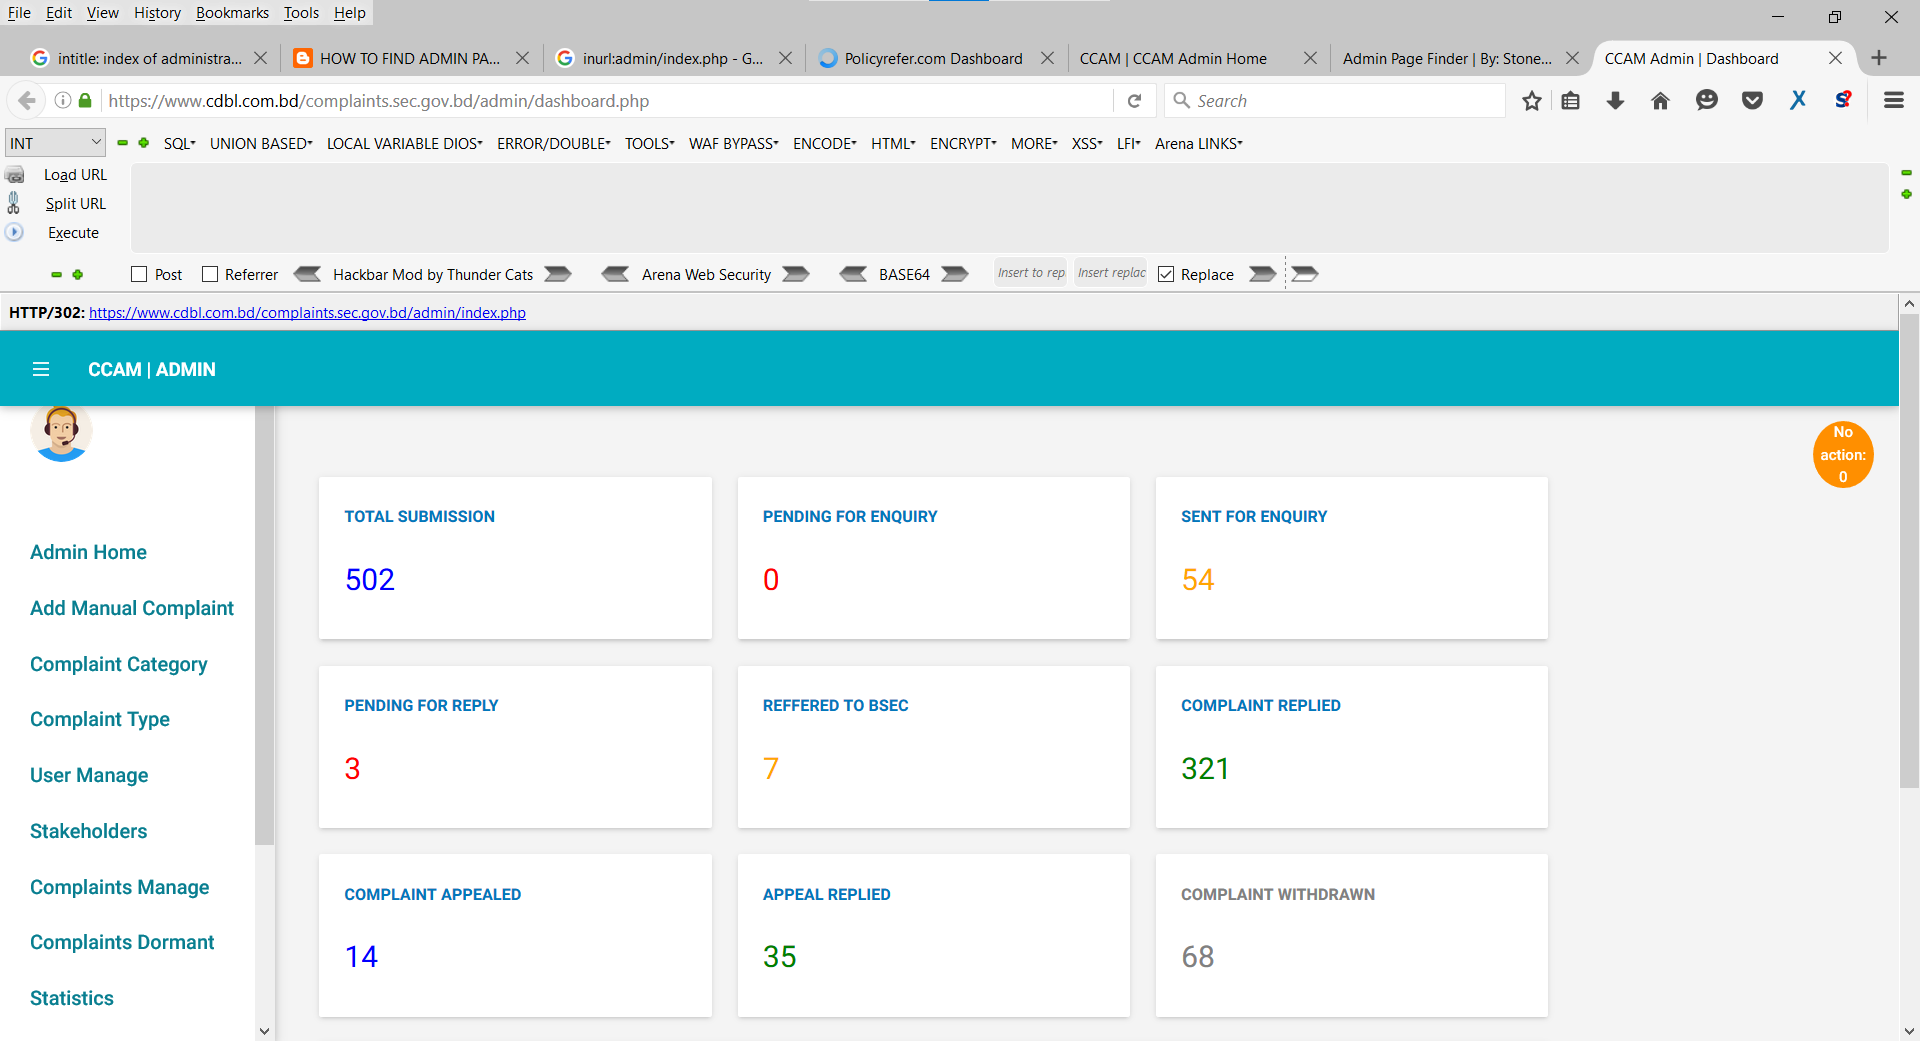 File Edit View History Bookmarks Tools Help
intitle: index of administra... HOW TO FIND ADMIN PA... inurl:admin/index.php - G... Policyrefer.com Dashboard CCAM | CCAM Admin Home Admin Page Finder | By: Stone... CCAM Admin | Dashboard
https://www.cdbl.com.bd/complaints.sec.gov.bd/admin/dashboard.php Search
INT SQL UNION BASED LOCAL VARIABLE DIOS ERROR/DOUBLE TOOLS WAF BYPASS ENCODE HTML ENCRYPT MORE XSS LFI Arena LINKS
Load URL
Split URL
Execute
Post Referrer Hackbar Mod by Thunder Cats Arena Web Security BASE64 Insert to rep Insert replac Replace
HTTP/302: https://www.cdbl.com.bd/complaints.sec.gov.bd/admin/index.php
CCAM | ADMIN
No
action:
0
Admin Home
Add Manual Complaint
Complaint Category
Complaint Type
User Manage
Stakeholders
Complaints Manage
Complaints Dormant
Statistics
TOTAL SUBMISSION
502
PENDING FOR ENQUIRY
0
SENT FOR ENQUIRY
54
PENDING FOR REPLY
3
REFFERED TO BSEC
7
COMPLAINT REPLIED
321
COMPLAINT APPEALED
14
APPEAL REPLIED
35
COMPLAINT WITHDRAWN
68